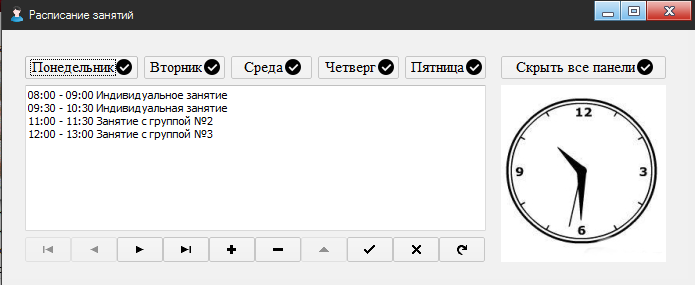 Расписание занятий
Понедельник Вторник Среда Четверг Пятница Скрыть все панели
08:00 - 09:00 Индивидуальное занятие
09:30 - 10:30 Индивидуальная занятие
11:00 - 11:30 Занятие с группой №2
12:00 - 13:00 Занятие с группой №3
12
9 3
6